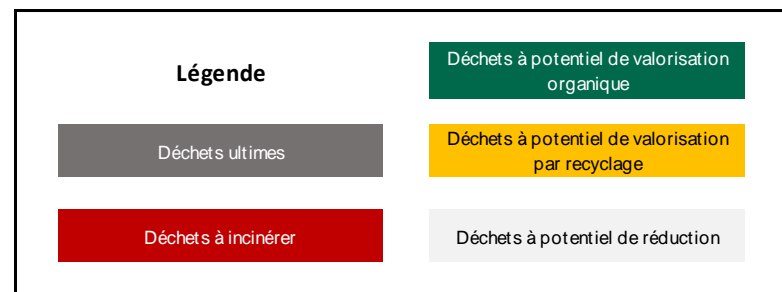 Légende
Déchets ultimes
Déchets à incinérer
Déchets à potentiel de valorisation
organique
Déchets à potentiel de valorisation
par recyclage
Déchets à potentiel de réduction